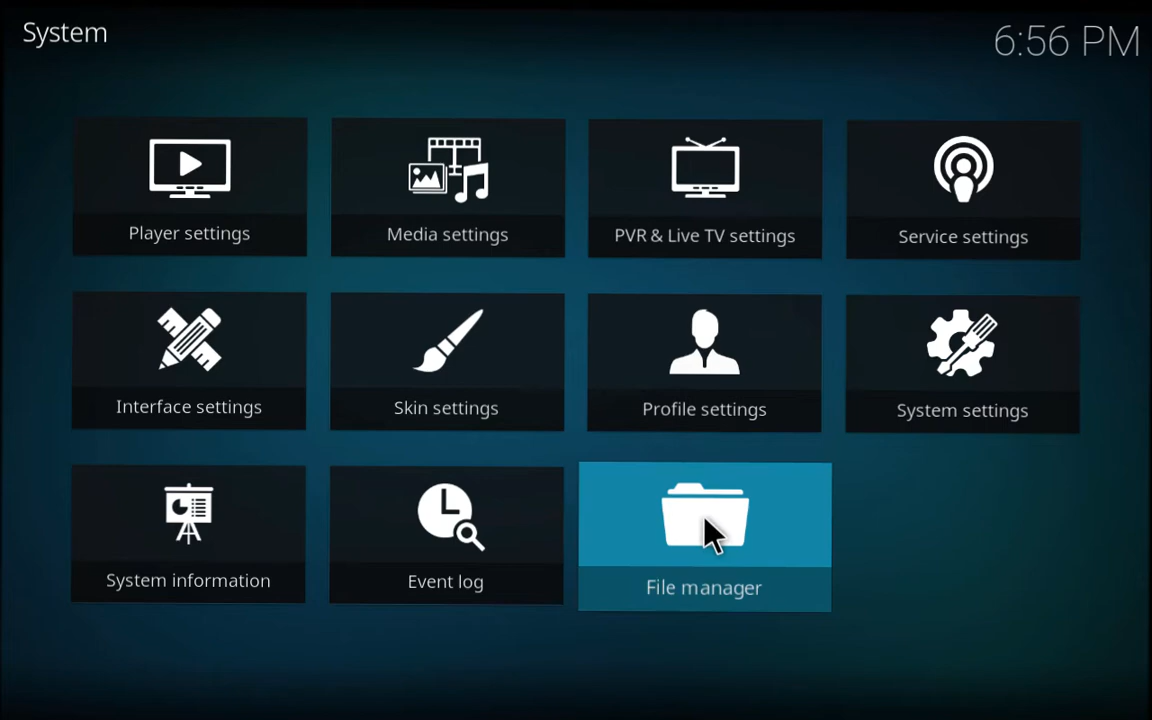 System
6:56 PM
Player settings
Media settings
PVR & Live TV settings
Service settings
Interface settings
Skin settings
Profile settings
System settings
System information
Event log
File manager